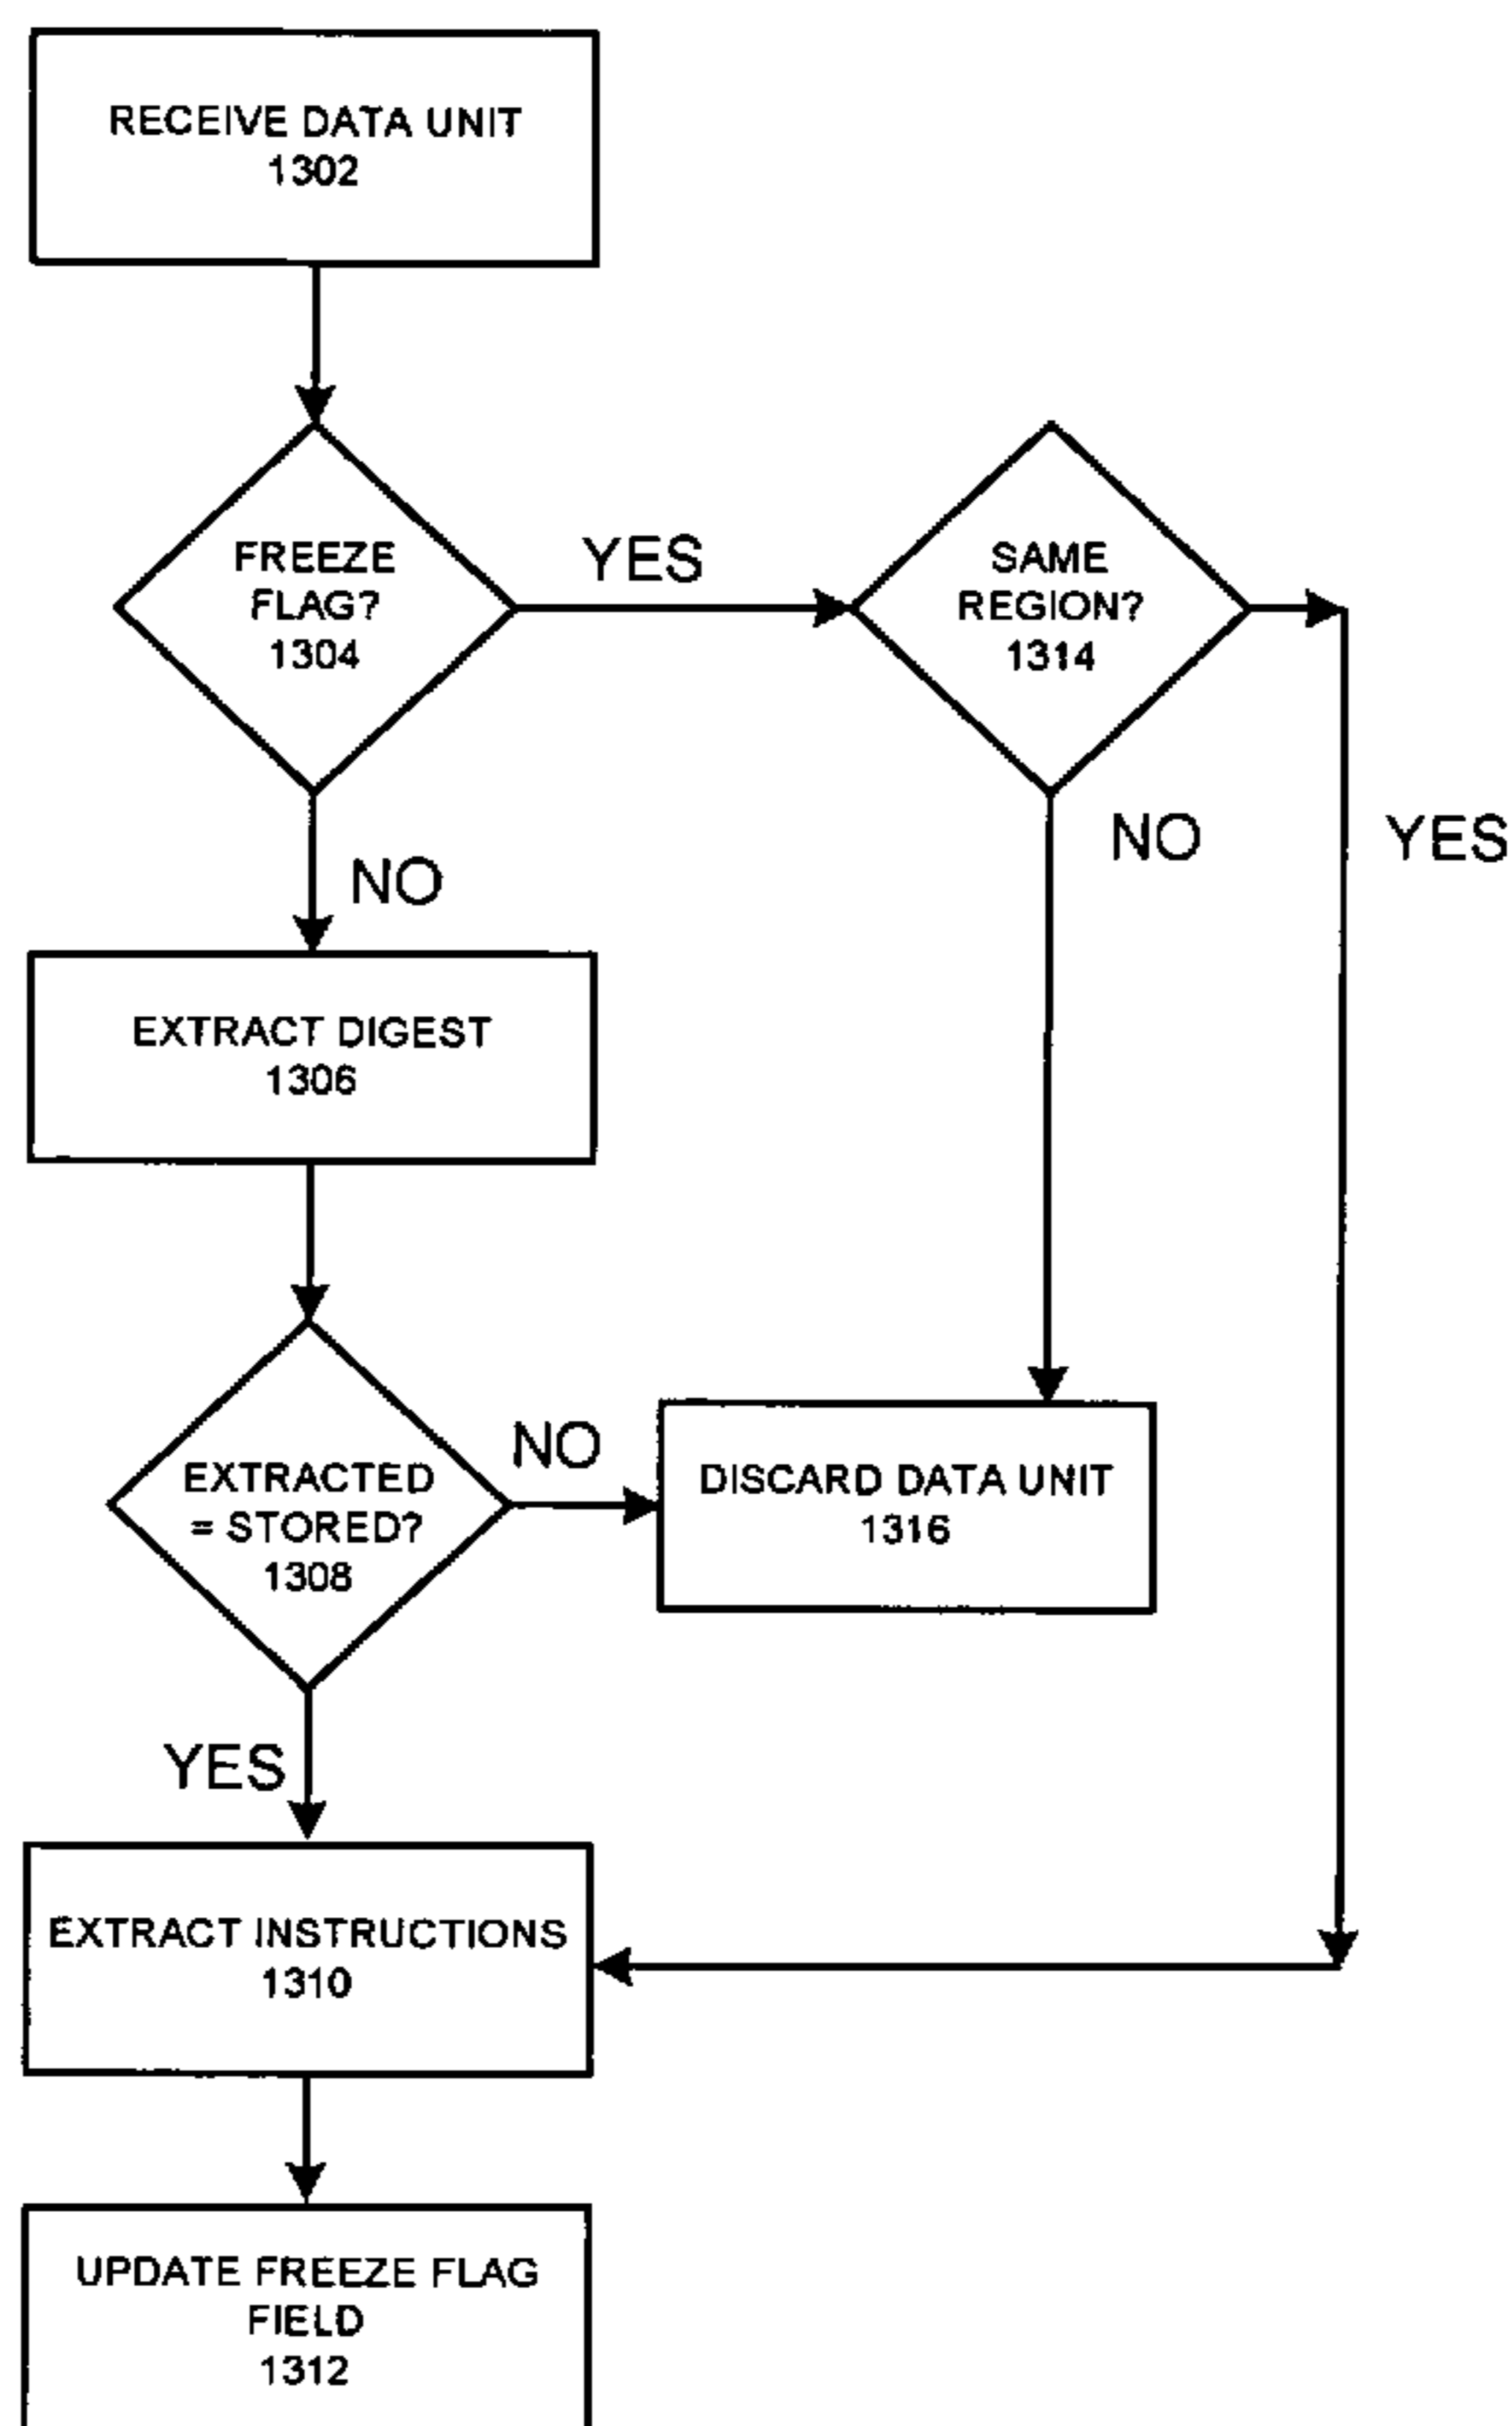 RECEIVE DATA UNIT
1302
FREEZE
FLAG?
1304
YES
SAME
REGION?
1314
NO
YES
NO
EXTRACT DIGEST
1306
EXTRACTED
= STORED?
1308
NO
DISCARD DATA UNIT
1316
YES
EXTRACT INSTRUCTIONS
1310
UPDATE FREEZE FLAG
FIELD
1312